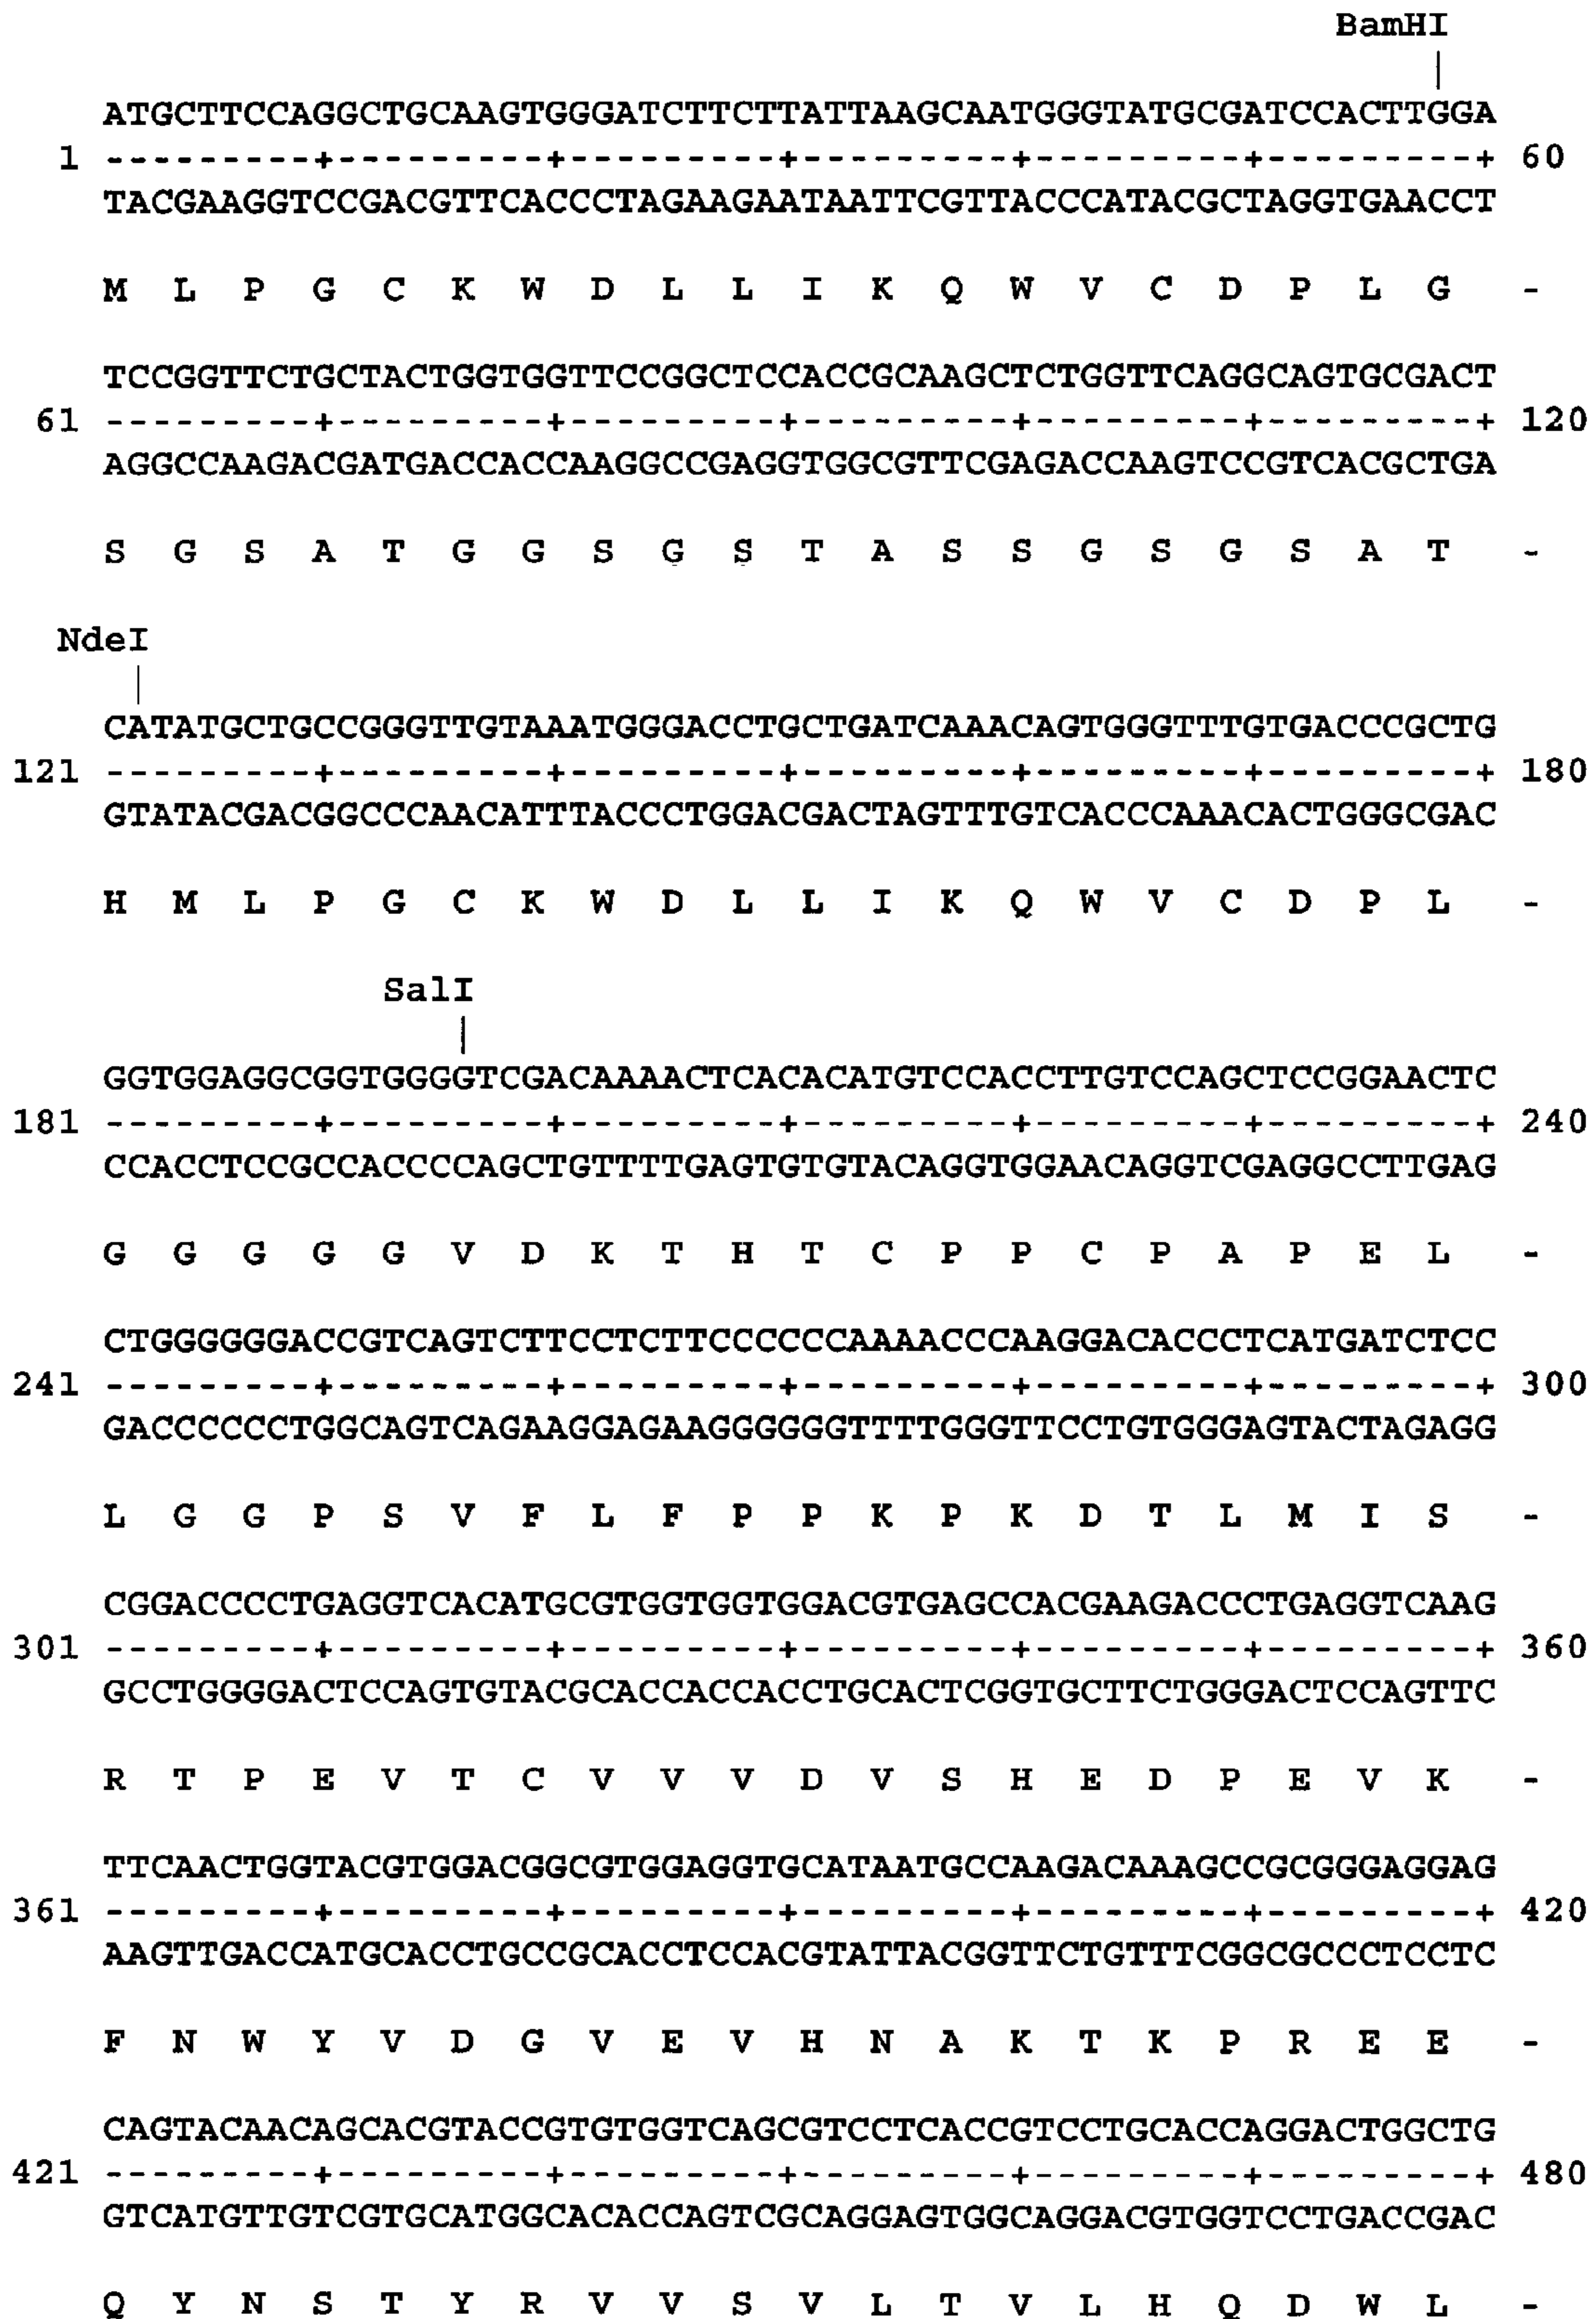 BamHI
ATGCTTCCAGGCTGCAAGTGGGATCTTCTTATTAAGCAATGGGTATGCGATCCACTTGGA
1 ---------+---------+---------+---------+---------+---------+ 60
TACGAAGGTCCGACGTTCACCCTAGAAGAATAATTCGTTACCCATACGCTAGGTGAACCT
M L P G C K W D L L I K Q W V C D P L G -
TCCGGTTCTGCTACTGGTGGTTCCGGCTCCACCGCAAGCTCTGGTTCAGGCAGTGCGACT
61 ---------+---------+---------+---------+---------+---------+ 120
AGGCCAAGACGATGACCACCAAGGCCGAGGTGGCGTTCGAGACCAAGTCCGTCACGCTGA
S G S A T G G S G S T A S S G S G S A T -
NdeI
CATATGCTGCCGGGTTGTAAATGGGACCTGCTGATCAAACAGTGGGTTTGTGACCCGCTG
121 ---------+---------+---------+---------+---------+---------+ 180
GTATACGACGGCCCAACATTTACCCTGGACGACTAGTTTGTCACCCAAACACTGGGCGAC
H M L P G C K W D L L I K Q W V C D P L -
SalI
GGTGGAGGCGGTGGGGTCGACAAAACTCACACATGTCCACCTTGTCCAGCTCCGGAACTC
181 ---------+---------+---------+---------+---------+---------+ 240
CCACCTCCGCCACCCCAGCTGTTTTGAGTGTGTACAGGTGGAACAGGTCGAGGCCTTGAG
G G G G G V D K T H T C P P C P A P E L -
CTGGGGGGACCGTCAGTCTTCCTCTTCCCCCCAAAACCCAAGGACACCCTCATGATCTCC
241 ---------+---------+---------+---------+---------+---------+ 300
GACCCCCCTGGCAGTCAGAAGGAGAAGGGGGGTTTTGGGTTCCTGTGGGAGTACTAGAGG
L G G P S V F L F P P K P K D T L M I S -
CGGACCCCTGAGGTCACATGCGTGGTGGTGGACGTGAGCCACGAAGACCCTGAGGTCAAG
301 ---------+---------+---------+---------+---------+---------+ 360
GCCTGGGGACTCCAGTGTACGCACCACCACCTGCACTCGGTGCTTCTGGGACTCCAGTTC
R T P E V T C V V V D V S H E D P E V K -
TTCAACTGGTACGTGGACGGCGTGGAGGTGCATAATGCCAAGACAAAGCCGCGGGAGGAG
361 ---------+---------+---------+---------+---------+---------+ 420
AAGTTGACCATGCACCTGCCGCACCTCCACGTATTACGGTTCTGTTTCGGCGCCCTCCTC
F N W Y V D G V E V H N A K T K P R E E -
CAGTACAACAGCACGTACCGTGTGGTCAGCGTCCTCACCGTCCTGCACCAGGACTGGCTG
421 ---------+---------+---------+---------+---------+---------+ 480
GTCATGTTGTCGTGCATGGCACACCAGTCGCAGGAGTGGCAGGACGTGGTCCTGACCGAC
Q Y N S T Y R V V S V L T V L H Q D W L -